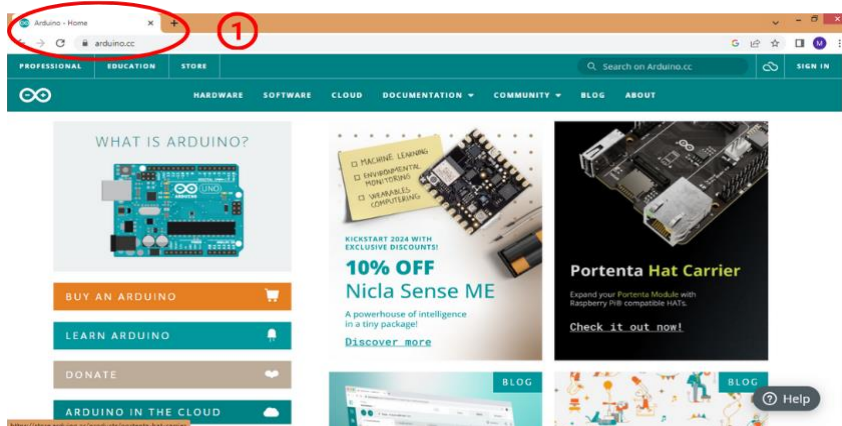 Arduino - Home
1
arduino.cc
G
M
PROFESSIONAL EDUCATION STORE
Search on Arduino.cc
SIGN IN
HARDWARE SOFTWARE CLOUD DOCUMENTATION COMMUNITY BLOG ABOUT
WHAT IS ARDUINO?
UNO
ARDUINO
BUY AN ARDUINO
LEARN ARDUINO
DONATE
ARDUINO IN THE CLOUD
MACHINE LEARNING
ENVIRONMENTAL
MONITORING
WEARABLES
COMPUTERING
KICKSTART 2024 WITH
EXCLUSIVE DISCOUNTS!
10% OFF
Nicla Sense ME
A powerhouse of intelligence
in a tiny package!
Discover more
Portenta Hat Carrier
Expand your Portenta Module with
Raspberry Pi® compatible HATs.
Check it out now!
BLOG
BLOG
Help